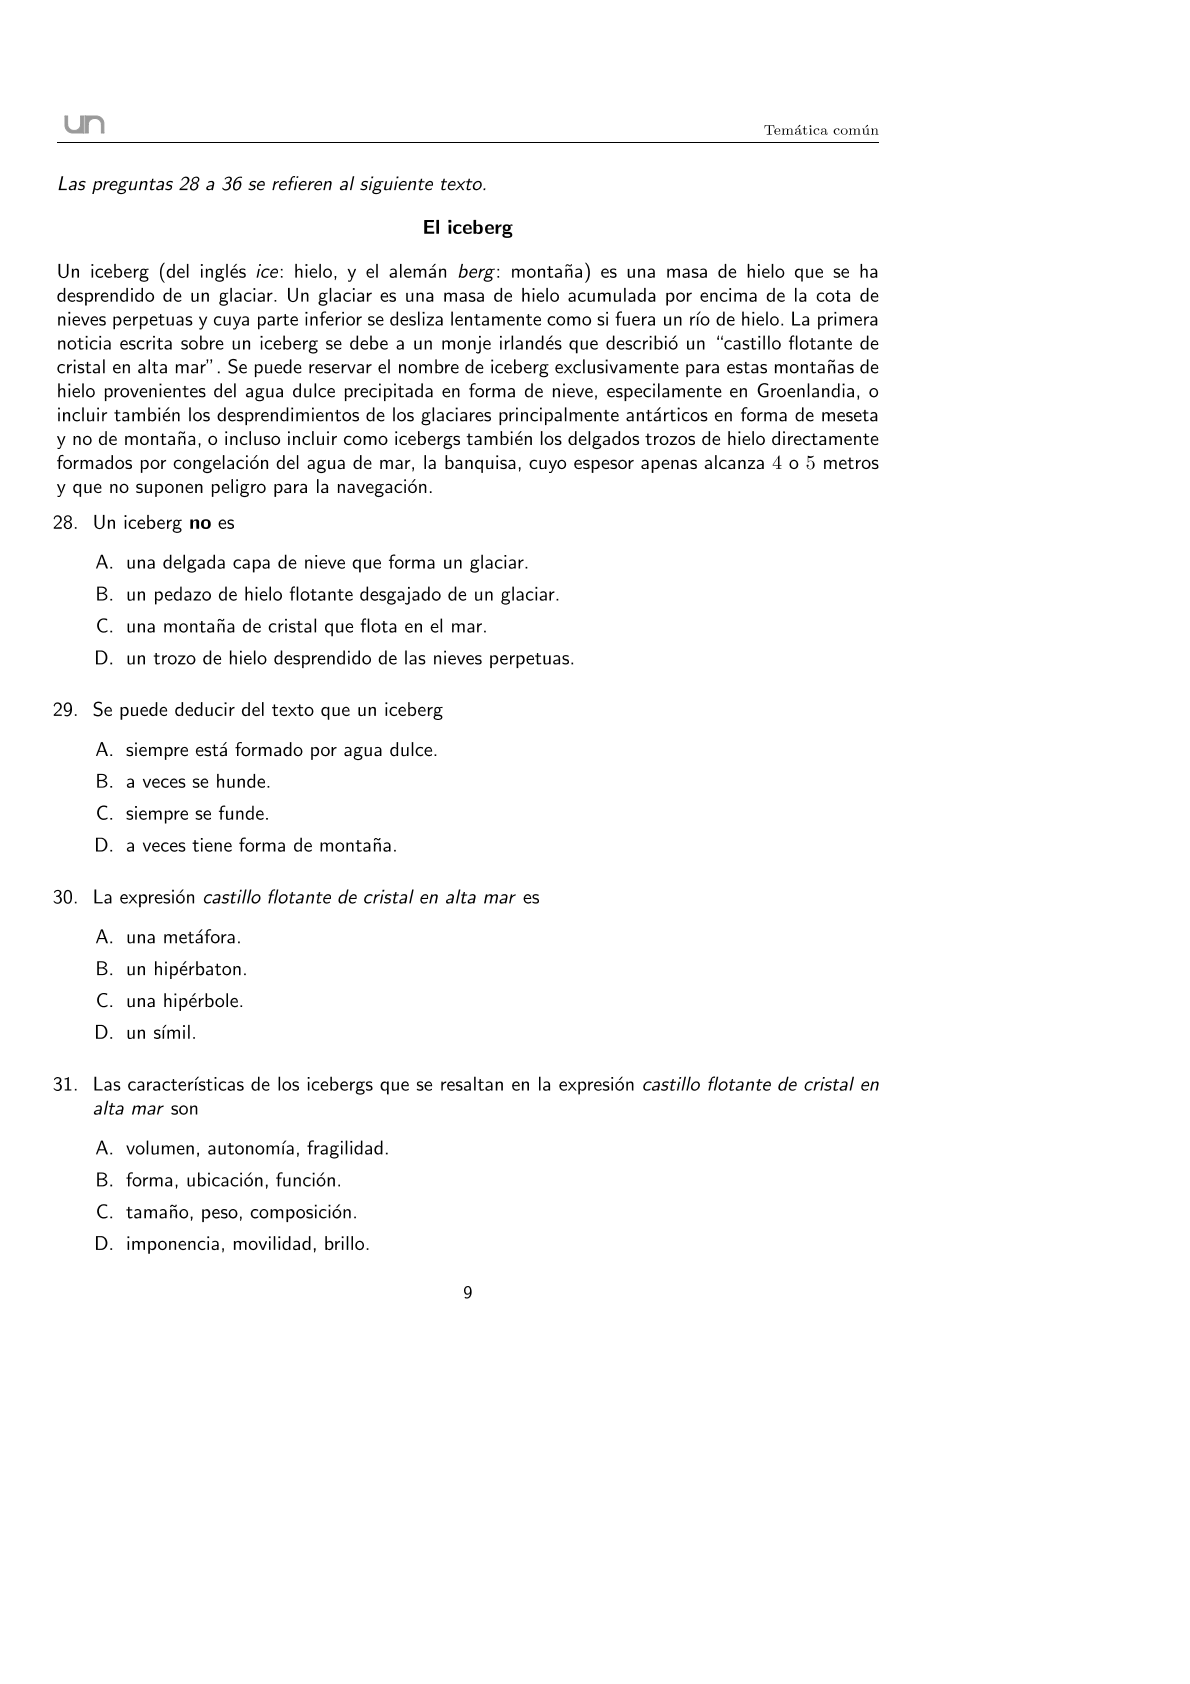 un
Temática común
Las preguntas 28 a 36 se refieren al siguiente texto.
El iceberg
Un iceberg (del inglés ice: hielo, y el alemán berg: montaña) es una masa de hielo que se ha
desprendido de un glaciar. Un glaciar es una masa de hielo acumulada por encima de la cota de
nieves perpetuas y cuya parte inferior se desliza lentamente como si fuera un río de hielo. La primera
noticia escrita sobre un iceberg se debe a un monje irlandés que describió un “castillo flotante de
cristal en alta mar”. Se puede reservar el nombre de iceberg exclusivamente para estas montañas de
hielo provenientes del agua dulce precipitada en forma de nieve, especilamente en Groenlandia, o
incluir también los desprendimientos de los glaciares principalmente antárticos en forma de meseta
y no de montaña, o incluso incluir como icebergs también los delgados trozos de hielo directamente
formados por congelación del agua de mar, la banquisa, cuyo espesor apenas alcanza 4 o 5 metros
y que no suponen peligro para la navegación.
28. Un iceberg no es
A. una delgada capa de nieve que forma un glaciar.
B. un pedazo de hielo flotante desgajado de un glaciar.
C. una montaña de cristal que flota en el mar.
D. un trozo de hielo desprendido de las nieves perpetuas.
29. Se puede deducir del texto que un iceberg
A. siempre está formado por agua dulce.
B. a veces se hunde.
C. siempre se funde.
D. a veces tiene forma de montaña.
30. La expresión castillo flotante de cristal en alta mar es
A. una metáfora.
B. un hipérbaton.
C. una hipérbole.
D. un símil.
31. Las características de los icebergs que se resaltan en la expresión castillo flotante de cristal en
alta mar son
A. volumen, autonomía, fragilidad.
B. forma, ubicación, función.
C. tamaño, peso, composición.
D. imponencia, movilidad, brillo.
9